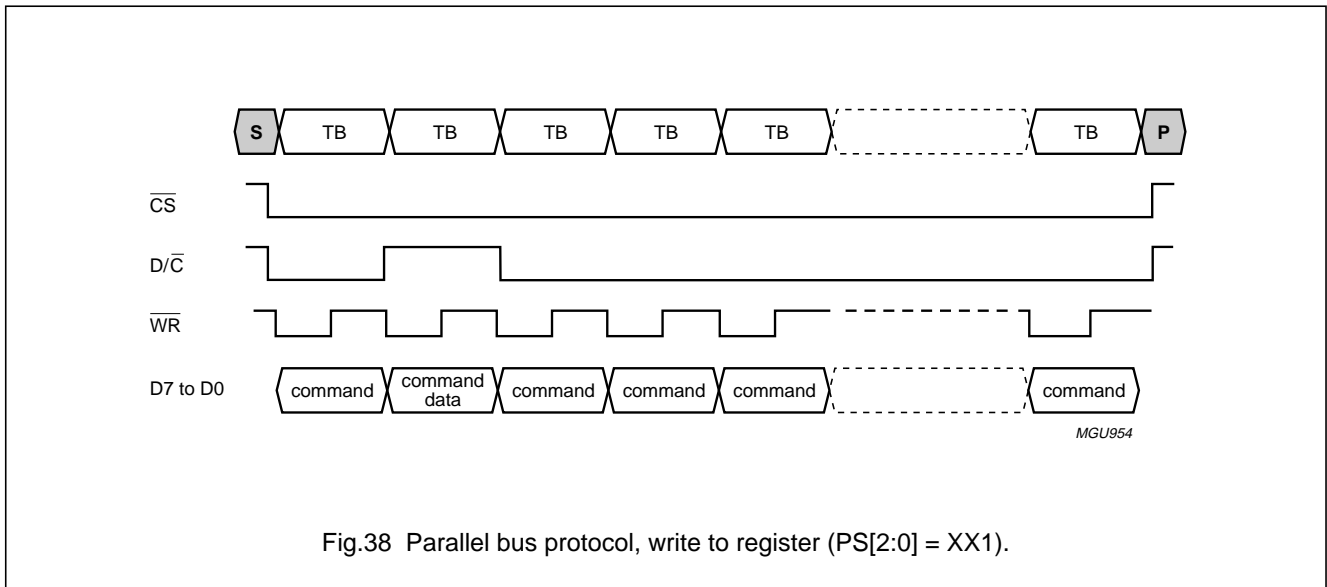 S TB TB TB TB TB TB P
CS
D/C
WR
D7 to D0 command command data command command command command
MGU954
Fig.38 Parallel bus protocol, write to register (PS[2:0] = XX1).